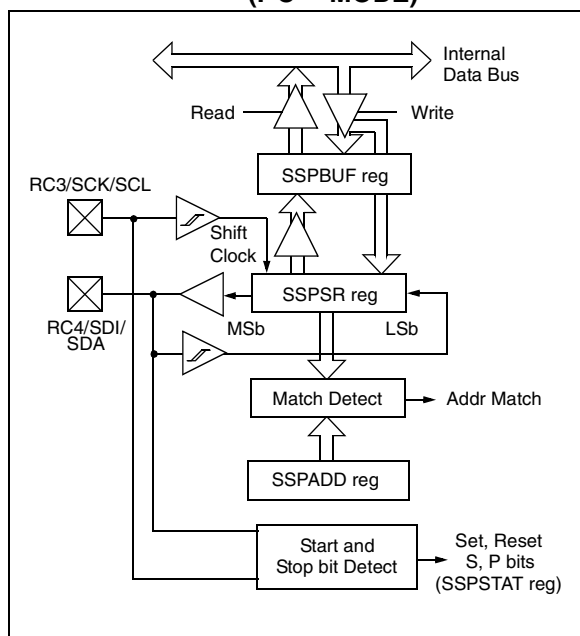 MODE)
Internal
Data Bus
Read
Write
SSPBUF reg
RC3/SCK/SCL
Shift
Clock
SSPSR reg
MSb
LSb
RC4/SDI/
SDA
Match Detect
Addr Match
SSPADD reg
Start and
Stop bit Detect
Set, Reset
S, P bits
(SSPSTAT reg)